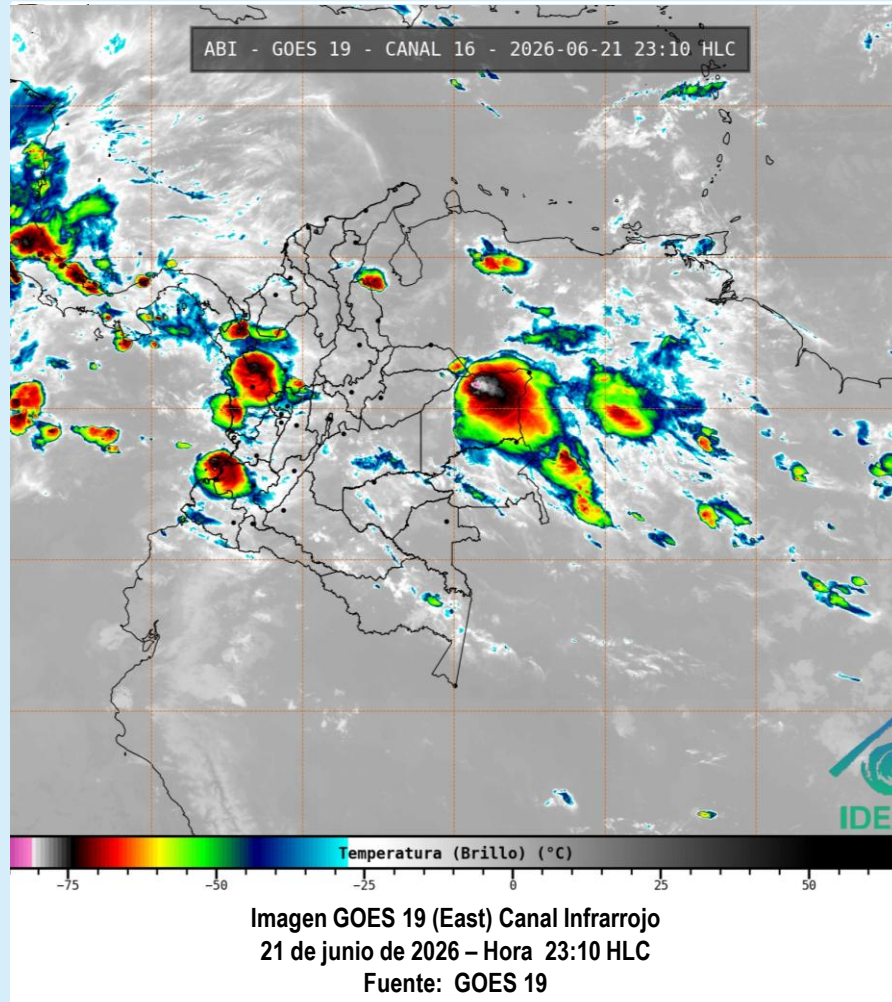 ABI - GOES 19 - CANAL 16 - 2026-06-21 23:10 HLC
IDE
Temperatura (Brillo) (°C)
−75 −50 −25 0 25 50
Imagen GOES 19 (East) Canal Infrarrojo
21 de junio de 2026 – Hora 23:10 HLC
Fuente: GOES 19